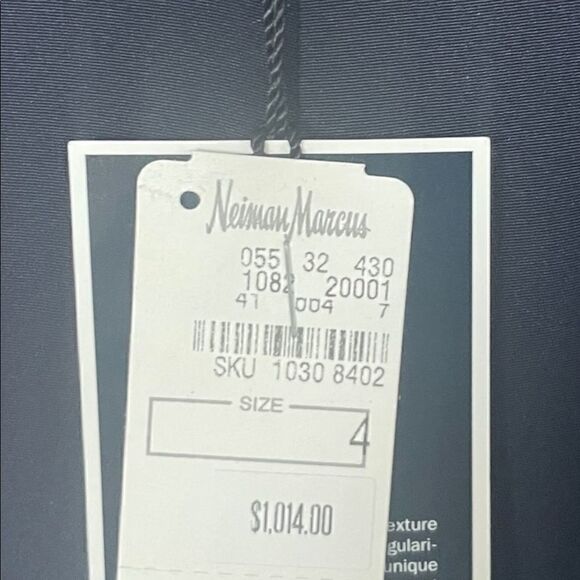 Neiman Marcus
055 32 430
1082 20001
41 004 7
SKU 1030 8402
SIZE
4
$1,014.00
exture
gulari-
unique